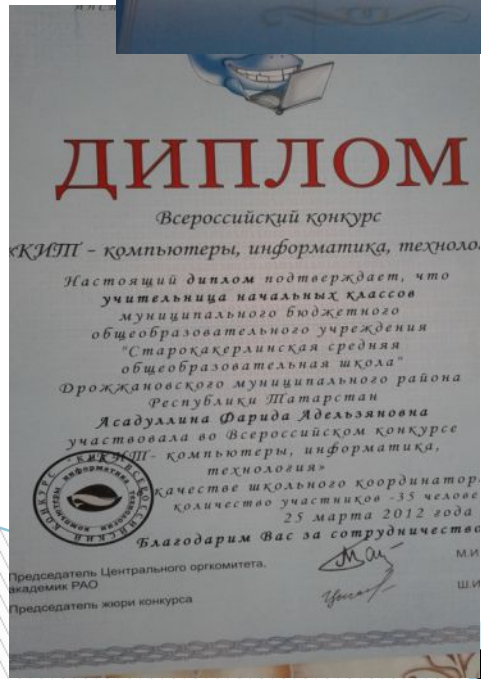 ДИПЛОМ
Всероссийский конкурс
«КИТ – компьютеры, информатика, техноло
Настоящий диплом подтверждает, что
учительница начальных классов
муниципального бюджетного
общеобразовательного учреждения
"Старокакерлинская средняя
общеобразовательная школа"
Дрожжановского муниципального района
Республики Татарстан
Асадуллина Фарида Адельзяновна
участвовала во Всероссийском конкурсе
«КИТ- компьютеры, информатика,
технология»
качестве школьного координатор
количество участников -35 челове
25 марта 2012 года
Благодарим Вас за сотрудничество
Председатель Центрального оргкомитета,
академик РАО
М.И
Председатель жюри конкурса
Ш.И